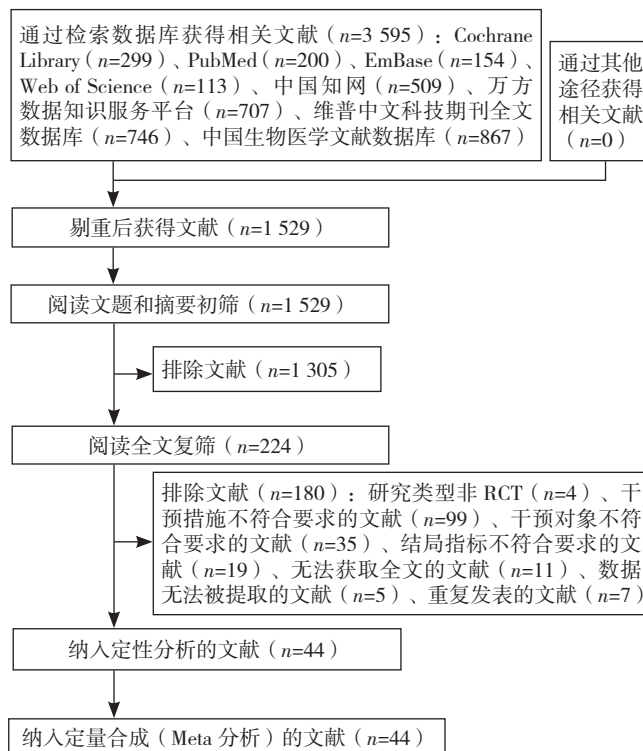 通过检索数据库获得相关文献（n=3 595）：Cochrane
Library（n=299）、PubMed（n=200）、EmBase（n=154）、
Web of Science（n=113）、中国知网（n=509）、万方
数据知识服务平台（n=707）、维普中文科技期刊全文
数据库（n=746）、中国生物医学文献数据库（n=867）
通过其他
途径获得
相关文献
（n=0）
剔重后获得文献（n=1 529）
阅读文题和摘要初筛（n=1 529）
排除文献（n=1 305）
阅读全文复筛（n=224）
排除文献（n=180）：研究类型非 RCT（n=4）、干
预措施不符合要求的文献（n=99）、干预对象不符
合要求的文献（n=35）、结局指标不符合要求的文
献（n=19）、无法获取全文的文献（n=11）、数据
无法被提取的文献（n=5）、重复发表的文献（n=7）
纳入定性分析的文献（n=44）
纳入定量合成（Meta 分析）的文献（n=44）